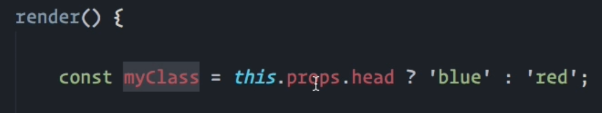 render() {
const myClass = this.props.head ? 'blue' : 'red';